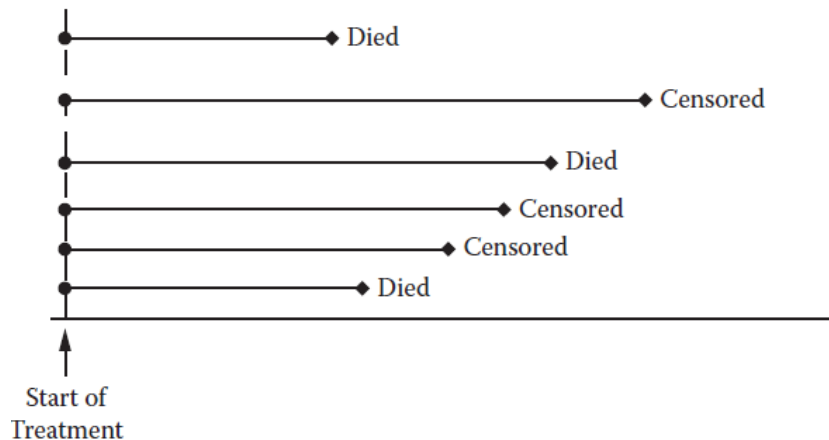 Died
Censored
Died
Censored
Censored
Died
Start of
Treatment